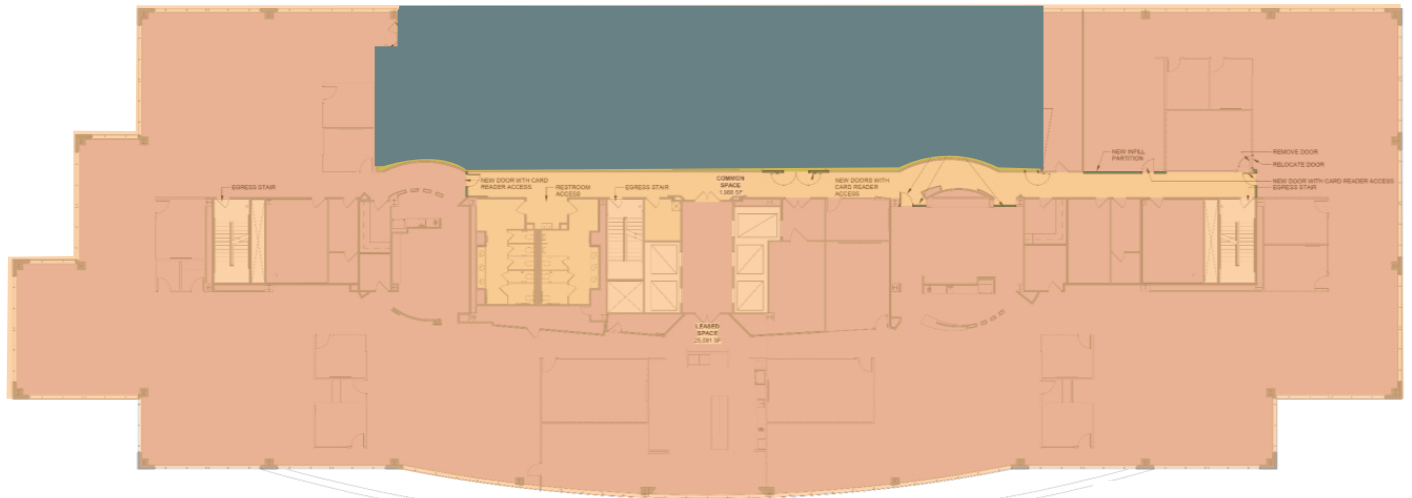 NEW INFILL
PARTITION
REMOVE DOOR
RELOCATE DOOR
NEW DOOR WITH CARD READER ACCESS
EGRESS STAIR
EGRESS STAIR
NEW DOOR WITH CARD
READER ACCESS
RESTROOM
ACCESS
EGRESS STAIR
COMMON
SPACE
NEW DOORS WITH
CARD READER
ACCESS
LEASED
SPACE